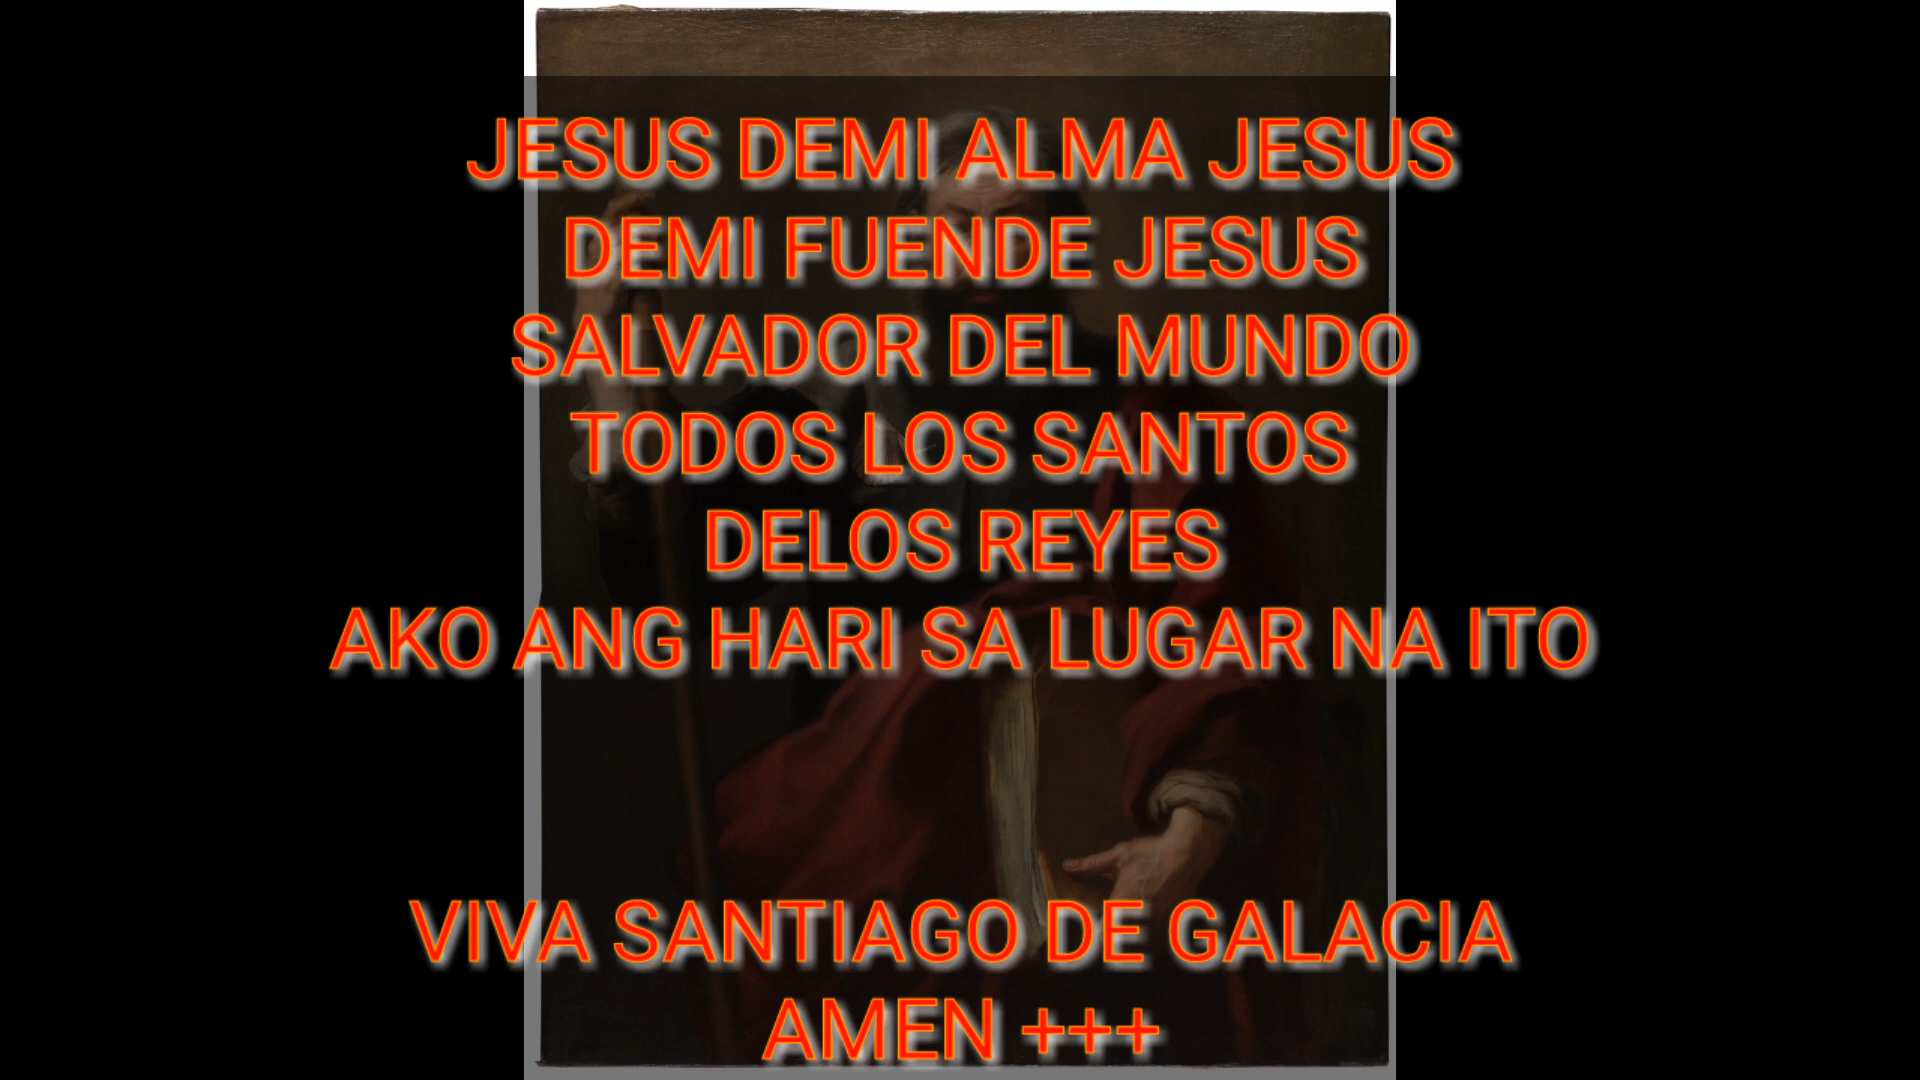 JESUS DEMI ALMA JESUS
DEMI FUENDE JESUS
SALVADOR DEL MUNDO
TODOS LOS SANTOS
DELOS REYES
AKO ANG HARI SA LUGAR NA ITO
VIVA SANTIAGO DE GALACIA
AMEN +++